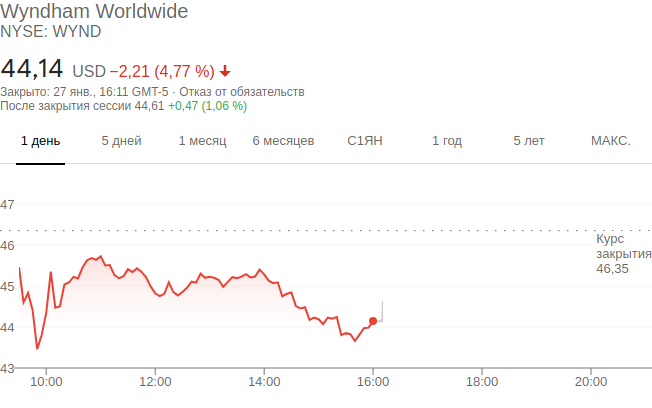 Wyndham Worldwide
NYSE: WYND
44,14 USD −2,21 (4,77 %)
Закрыто: 27 янв., 16:11 GMT-5 · Отказ от обязательств
После закрытия сессии 44,61 +0,47 (1,06 %)
1 день 5 дней 1 месяц 6 месяцев С1ЯН 1 год 5 лет МАКС.
47
46
45
44
43
Курс
закрытия
46,35
10:00 12:00 14:00 16:00 18:00 20:00